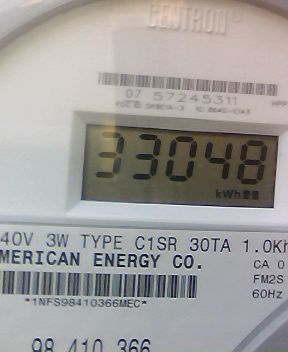 CENTRON®
07 57245311
33048
kWh
40V 3W TYPE C1SR 30TA 1.0Kh
MERICAN ENERGY CO.
CA 0
FM2S
60Hz
*1NFS98410366MEC*
98 410 366